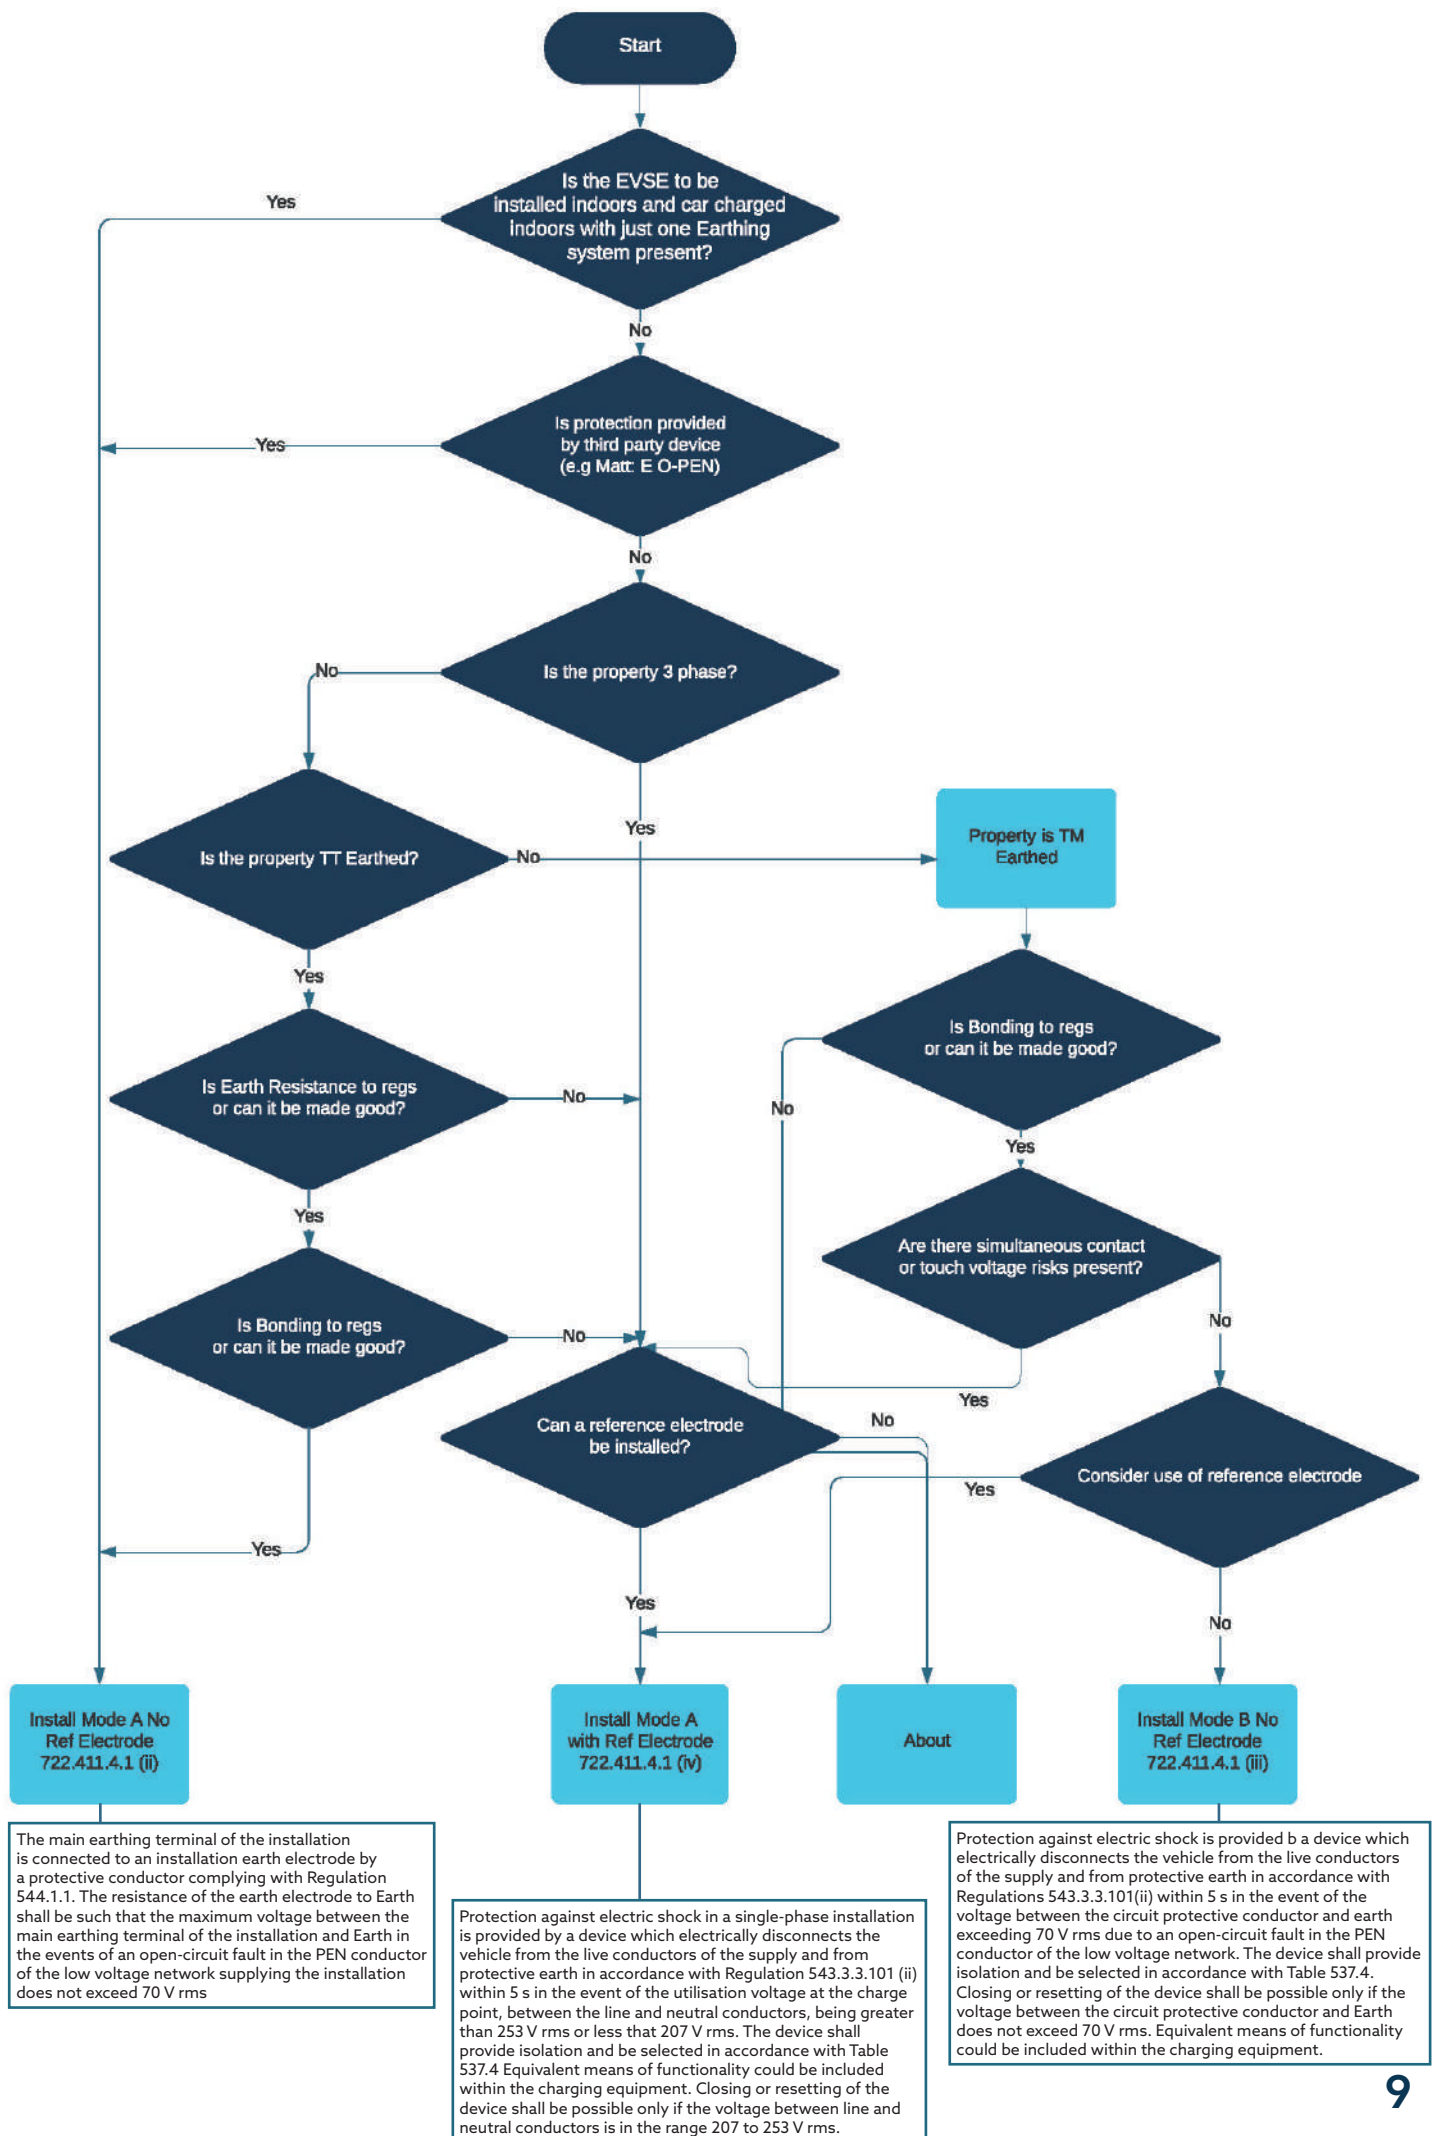 Start
Is the EVSE to be
installed indoors and car charged
indoors with just one Earthing
system present?
Yes
No
Is protection provided
by third party device
(e.g Matt: E O-PEN)
Yes
No
Is the property 3 phase?
No
Yes
Is the property TT Earthed?
No
Property is TM
Earthed
Yes
Is Bonding to regs
or can it be made good?
No
Yes
Is Earth Resistance to regs
or can it be made good?
No
Yes
Are there simultaneous contact
or touch voltage risks present?
No
Yes
Is Bonding to regs
or can it be made good?
No
Yes
Can a reference electrode
be installed?
No
Yes
Consider use of reference electrode
Yes
No
Install Mode A No
Ref Electrode
722.411.4.1 (ii)
Install Mode A
with Ref Electrode
722.411.4.1 (iv)
About
Install Mode B No
Ref Electrode
722.411.4.1 (iii)
The main earthing terminal of the installation
is connected to an installation earth electrode by
a protective conductor complying with Regulation
544.1.1. The resistance of the earth electrode to Earth
shall be such that the maximum voltage between the
main earthing terminal of the installation and Earth in
the events of an open-circuit fault in the PEN conductor
of the low voltage network supplying the installation
does not exceed 70 V rms
Protection against electric shock in a single-phase installation
is provided by a device which electrically disconnects the
vehicle from the live conductors of the supply and from
protective earth in accordance with Regulation 543.3.3.101 (ii)
within 5 s in the event of the utilisation voltage at the charge
point, between the line and neutral conductors, being greater
than 253 V rms or less that 207 V rms. The device shall
provide isolation and be selected in accordance with Table
537.4 Equivalent means of functionality could be included
within the charging equipment. Closing or resetting of the
device shall be possible only if the voltage between line and
neutral conductors is in the range 207 to 253 V rms.
Protection against electric shock is provided b a device which
electrically disconnects the vehicle from the live conductors
of the supply and from protective earth in accordance with
Regulations 543.3.3.101(ii) within 5 s in the event of the
voltage between the circuit protective conductor and earth
exceeding 70 V rms due to an open-circuit fault in the PEN
conductor of the low voltage network. The device shall provide
isolation and be selected in accordance with Table 537.4.
Closing or resetting of the device shall be possible only if the
voltage between the circuit protective conductor and Earth
does not exceed 70 V rms. Equivalent means of functionality
could be included within the charging equipment.
9